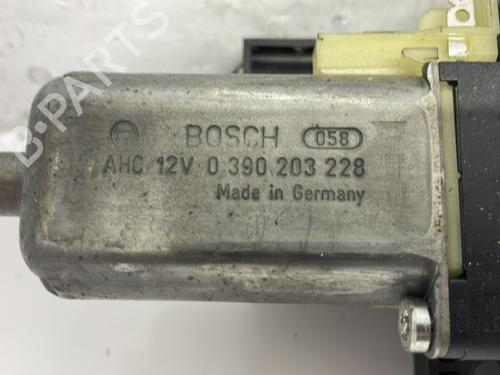 BOSCH 058
AHC 12V 0 390 203 228
Made in Germany
B-PARTS